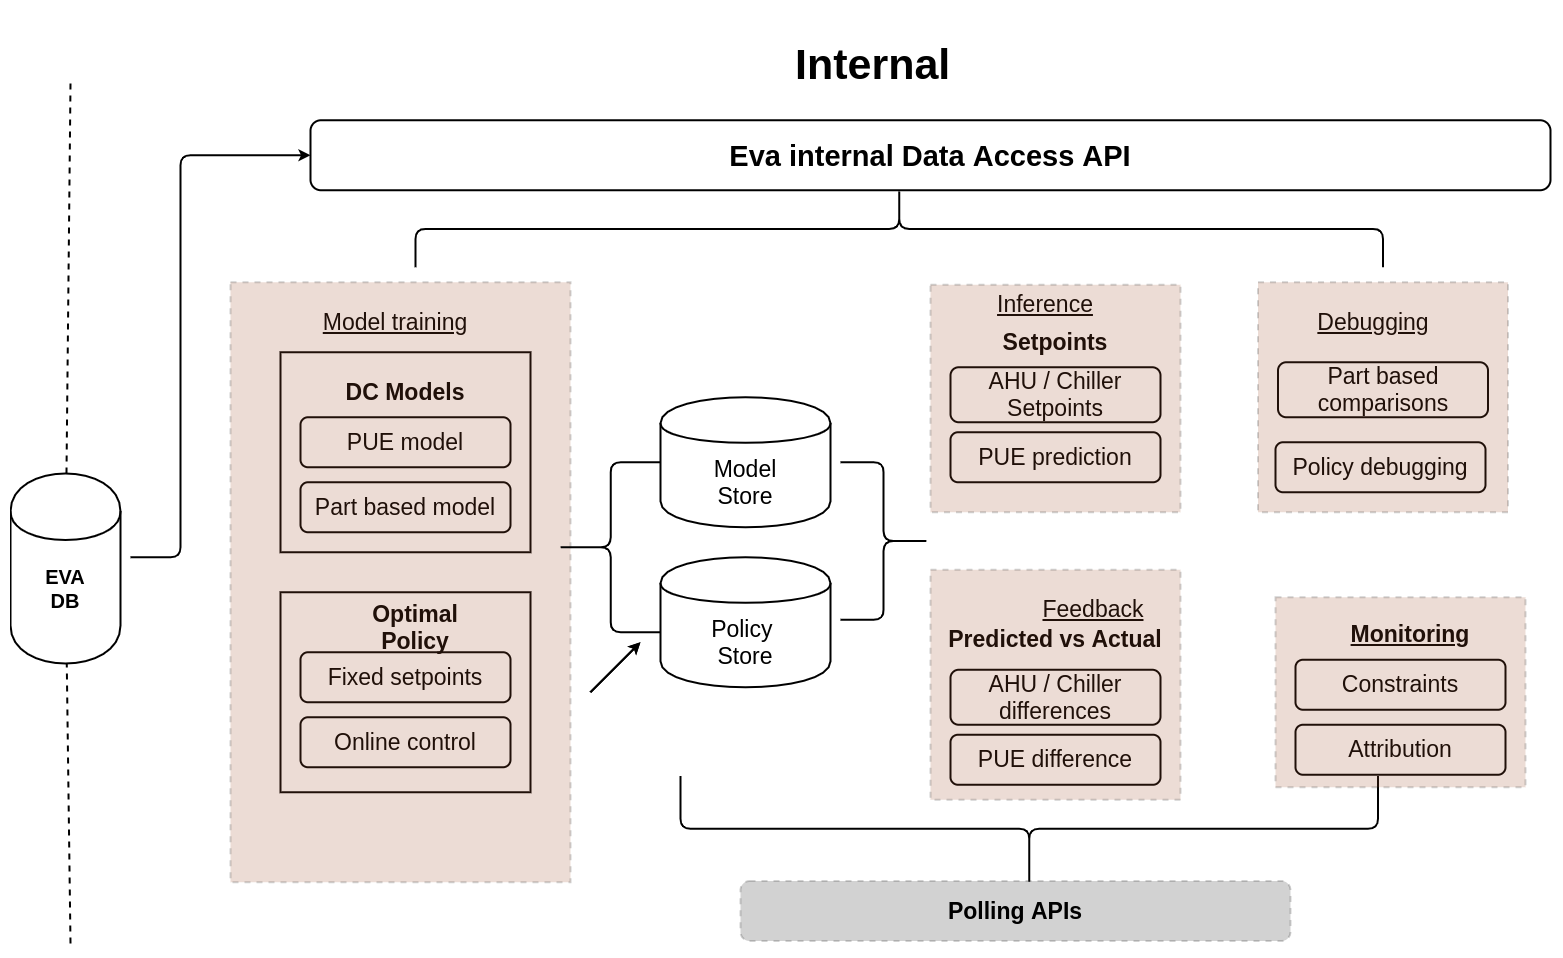 Internal
Eva internal Data Access API
EVA
DB
Model training
DC Models
PUE model
Part based model
Optimal
Policy
Fixed setpoints
Online control
Model
Store
Policy
Store
Inference
Setpoints
AHU / Chiller
Setpoints
PUE prediction
Debugging
Part based
comparisons
Policy debugging
Feedback
Predicted vs Actual
AHU / Chiller
differences
PUE difference
Monitoring
Constraints
Attribution
Polling APIs